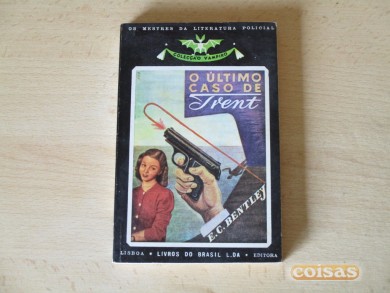 OS MESTRES DA LITERATURA POLICIAL
COLECÇÃO VAMPIRO
O ÚLTIMO
CASO DE
Trent
E. C. BENTLEY
LISBOA • LIVROS DO BRASIL L.DA • EDITORA
coisas